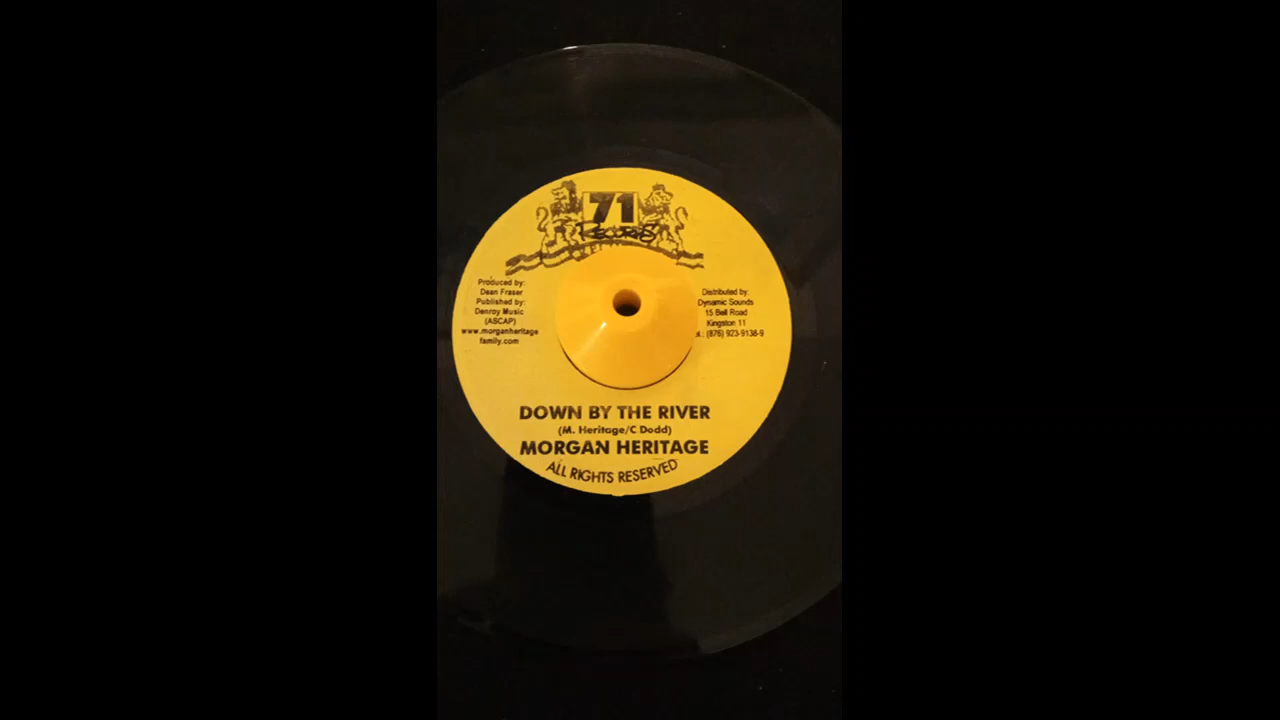 71
RECORDS
Produced by:
Dean Fraser
Published by:
Denroy Music
(ASCAP)
www.morganheritage
family.com
Distributed by:
Dynamic Sounds
15 Bell Road
Kingston 11
el.: (876) 923-9138-9
DOWN BY THE RIVER
(M. Heritage/C Dodd)
MORGAN HERITAGE
ALL RIGHTS RESERVED